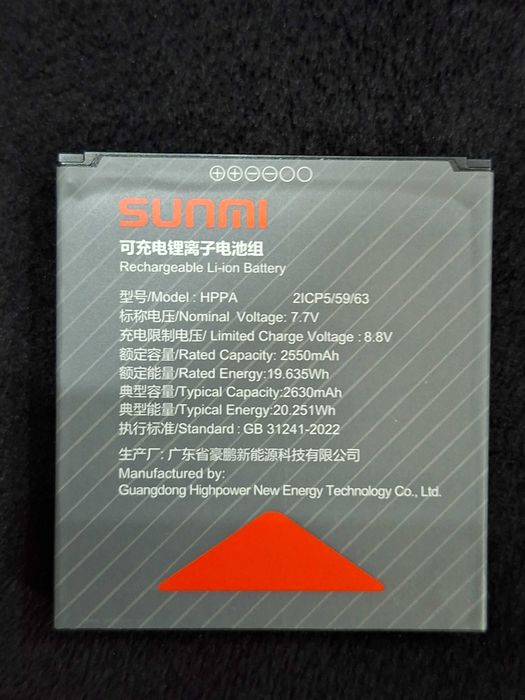 ⊕⊕⊖⊖○○
SUNMI
可充电锂离子电池组
Rechargeable Li-ion Battery
型号/Model : HPPA 2ICP5/59/63
标称电压/Nominal Voltage: 7.7V
充电限制电压/ Limited Charge Voltage : 8.8V
额定容量/Rated Capacity: 2550mAh
额定能量/Rated Energy:19.635Wh
典型容量/Typical Capacity:2630mAh
典型能量/Typical Energy:20.251Wh
执行标准/Standard : GB 31241-2022
生产厂: 广东省豪鹏新能源科技有限公司
Manufactured by:
Guangdong Highpower New Energy Technology Co., Ltd.